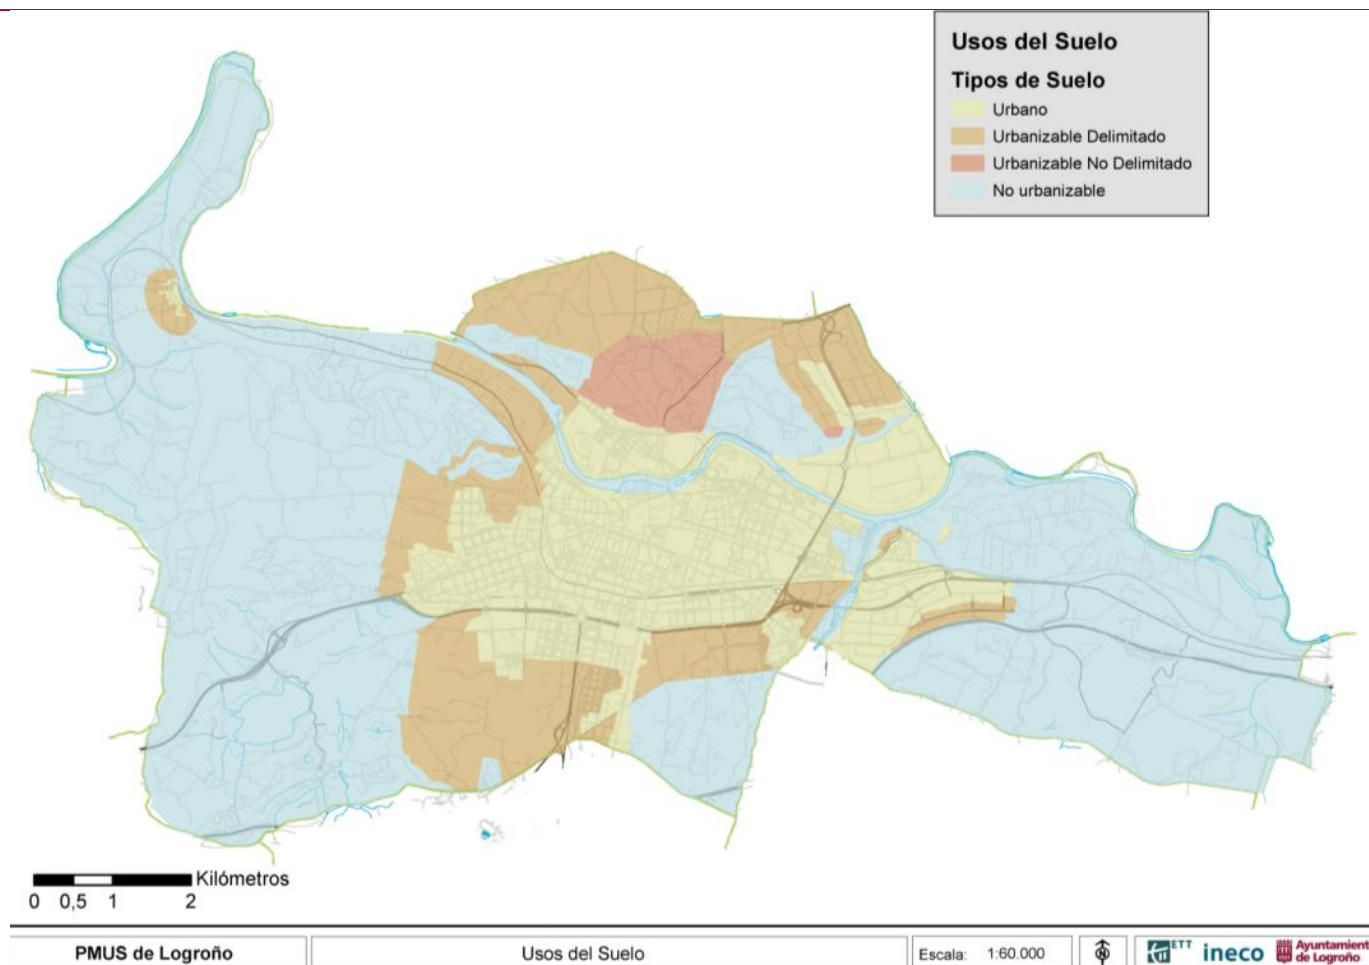 Usos del Suelo
Tipos de Suelo
Urbano
Urbanizable Delimitado
Urbanizable No Delimitado
No urbanizable
Kilómetros
0 0,5 1 2
PMUS de Logroño
Usos del Suelo
Escala: 1:60.000
N
ETT
ineco
Ayuntamient
de Logroño